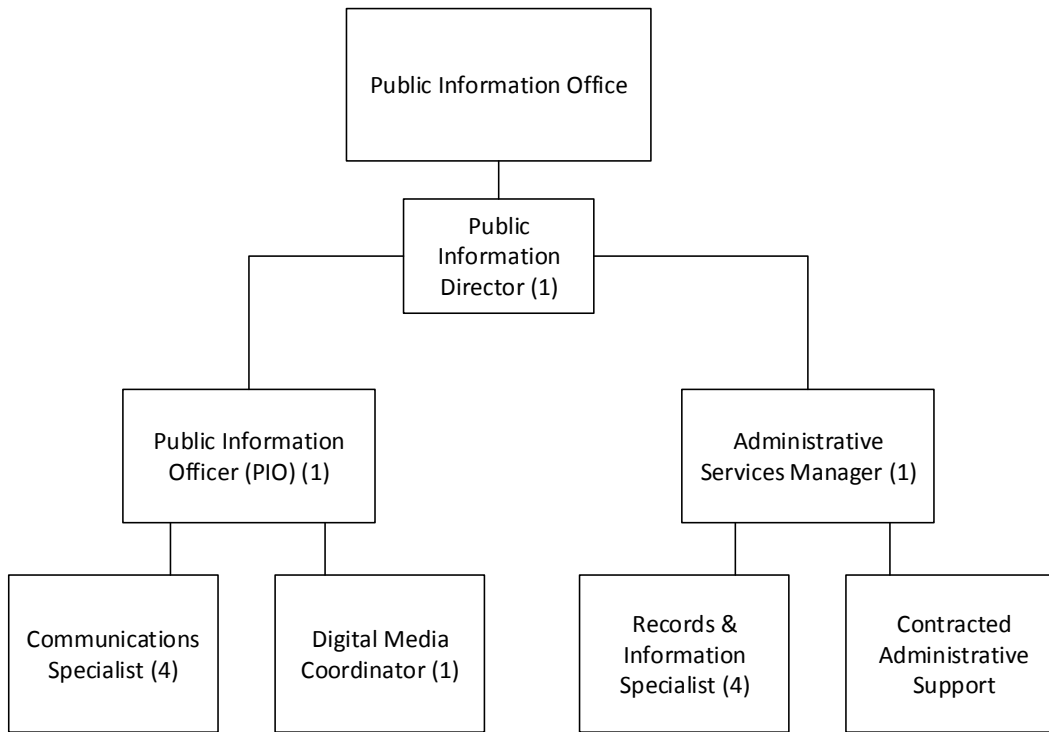 Public Information Office
Public
Information
Director (1)
Public Information
Officer (PIO) (1)
Administrative
Services Manager (1)
Communications
Specialist (4)
Digital Media
Coordinator (1)
Records &
Information
Specialist (4)
Contracted
Administrative
Support